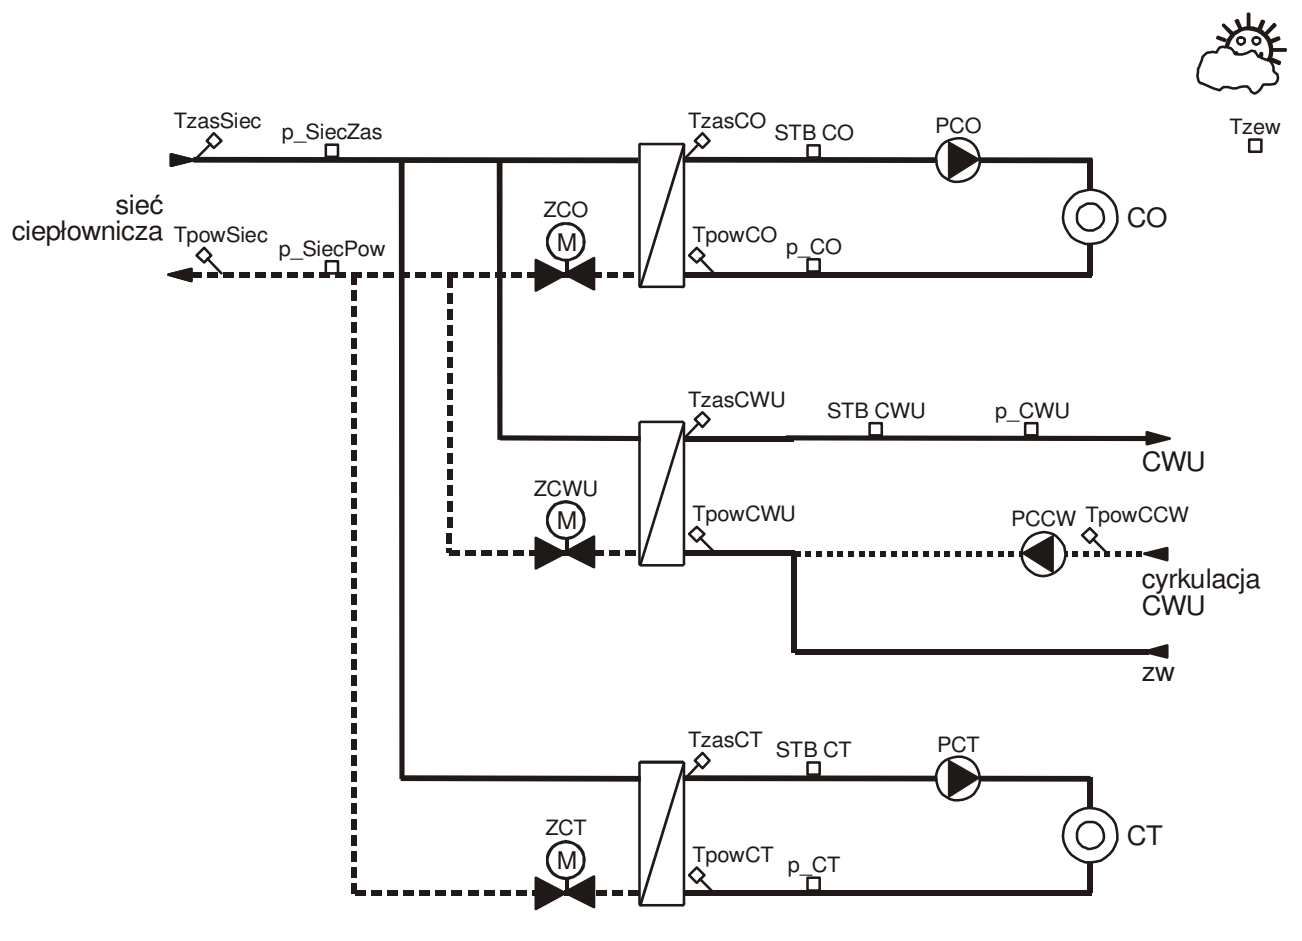 Tzew
TzasSiec
p_SiecZas
TzasCO
STB CO
PCO
sieć
ciepłownicza
TpowSiec
p_SiecPow
ZCO
M
TpowCO
p_CO
CO
TzasCWU
STB CWU
p_CWU
CWU
ZCWU
M
TpowCWU
PCCW
TpowCCW
cyrkulacja
CWU
zw
TzasCT
STB CT
PCT
ZCT
M
TpowCT
p_CT
CT